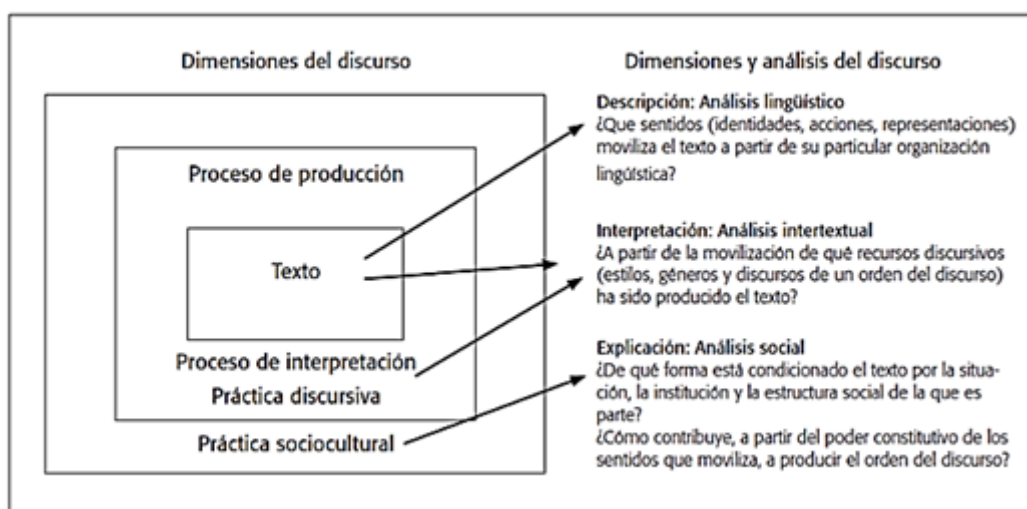 Dimensiones del discurso
Proceso de producción
Texto
Proceso de interpretación
Práctica discursiva
Práctica sociocultural
Dimensiones y análisis del discurso
Descripción: Análisis lingüístico
¿Que sentidos (identidades, acciones, representaciones)
moviliza el texto a partir de su particular organización
lingüística?
Interpretación: Análisis intertextual
¿A partir de la movilización de qué recursos discursivos
(estilos, géneros y discursos de un orden del discurso)
ha sido producido el texto?
Explicación: Análisis social
¿De qué forma está condicionado el texto por la situa-
ción, la institución y la estructura social de la que es
parte?
¿Cómo contribuye, a partir del poder constitutivo de los
sentidos que moviliza, a producir el orden del discurso?